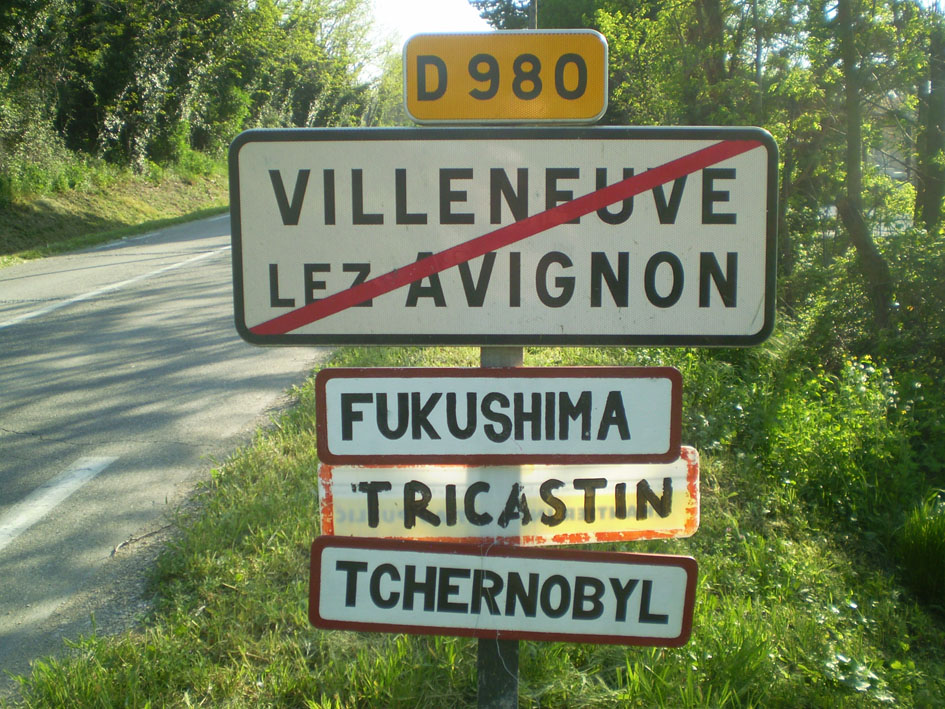 D 980
VILLENEUVE
LEZ AVIGNON
FUKUSHIMA
TRICASTIN
TCHERNOBYL